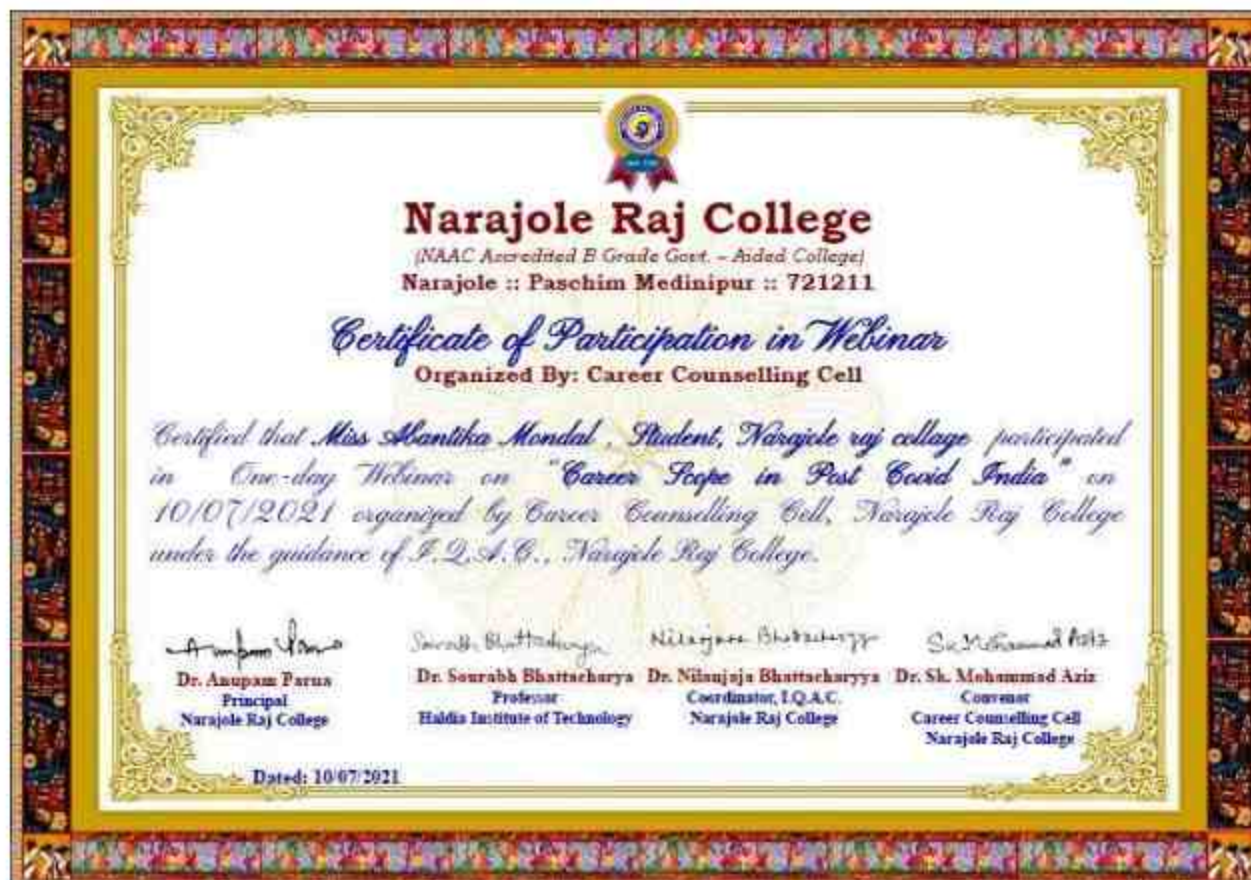 Narajole Raj College
(NAAC Accredited B Grade Govt. - Aided College)
Narajole :: Paschim Medinipur :: 721211
Certificate of Participation in Webinar
Organized By: Career Counselling Cell
Certified that Miss Abantika Mondal , Student, Narajole raj collage participated
in One-day Webinar on "Career Scope in Post Covid India" on
10/07/2021 organized by Career Counselling Cell, Narajole Raj College
under the guidance of I.Q.A.C., Narajole Raj College.
Sourabh Bhattacharya
Dr. Anupam Parua
Principal
Narajole Raj College
Dr. Sourabh Bhattacharya
Professor
Haldia Institute of Technology
Dr. Nilanjaja Bhattacharyya
Coordinator, I.Q.A.C.
Narajole Raj College
Dr. Sk. Mohammad Aziz
Convenor
Career Counselling Cell
Narajole Raj College
Dated: 10/07/2021